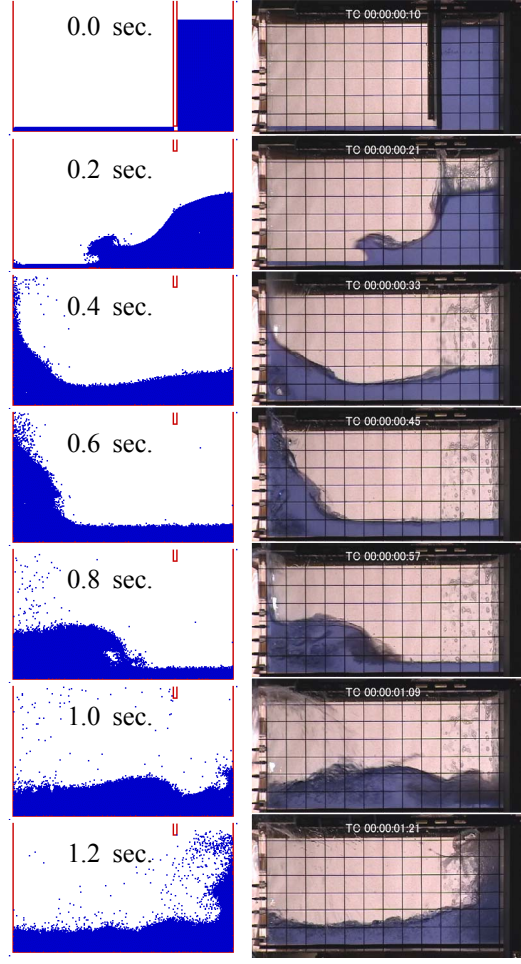 0.0 sec.
TC 00:00:00:10
0.2 sec.
TC 00:00:00:21
0.4 sec.
TC 00:00:00:33
0.6 sec.
TC 00:00:00:45
0.8 sec.
TC 00:00:00:57
1.0 sec.
TC 00:00:01:09
1.2 sec.
TC 00:00:01:21